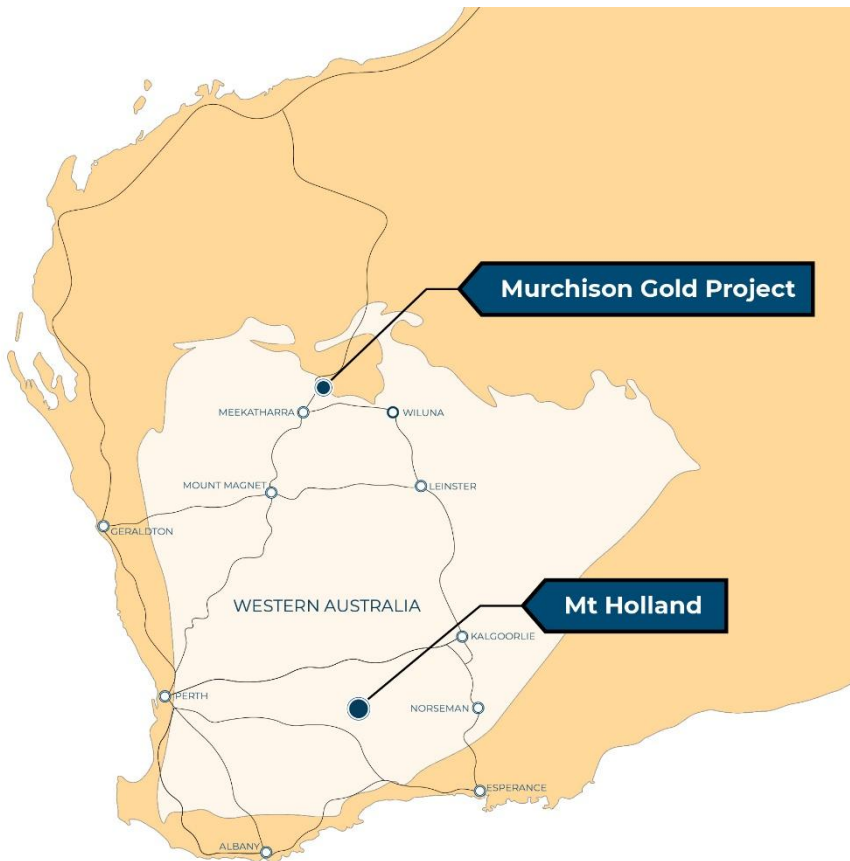 Murchison Gold Project
MEEKATHARRA
WILUNA
MOUNT MAGNET
LEINSTER
GERALDTON
WESTERN AUSTRALIA
Mt Holland
KALGOORLIE
PERTH
NORSEMAN
ESPERANCE
ALBANY